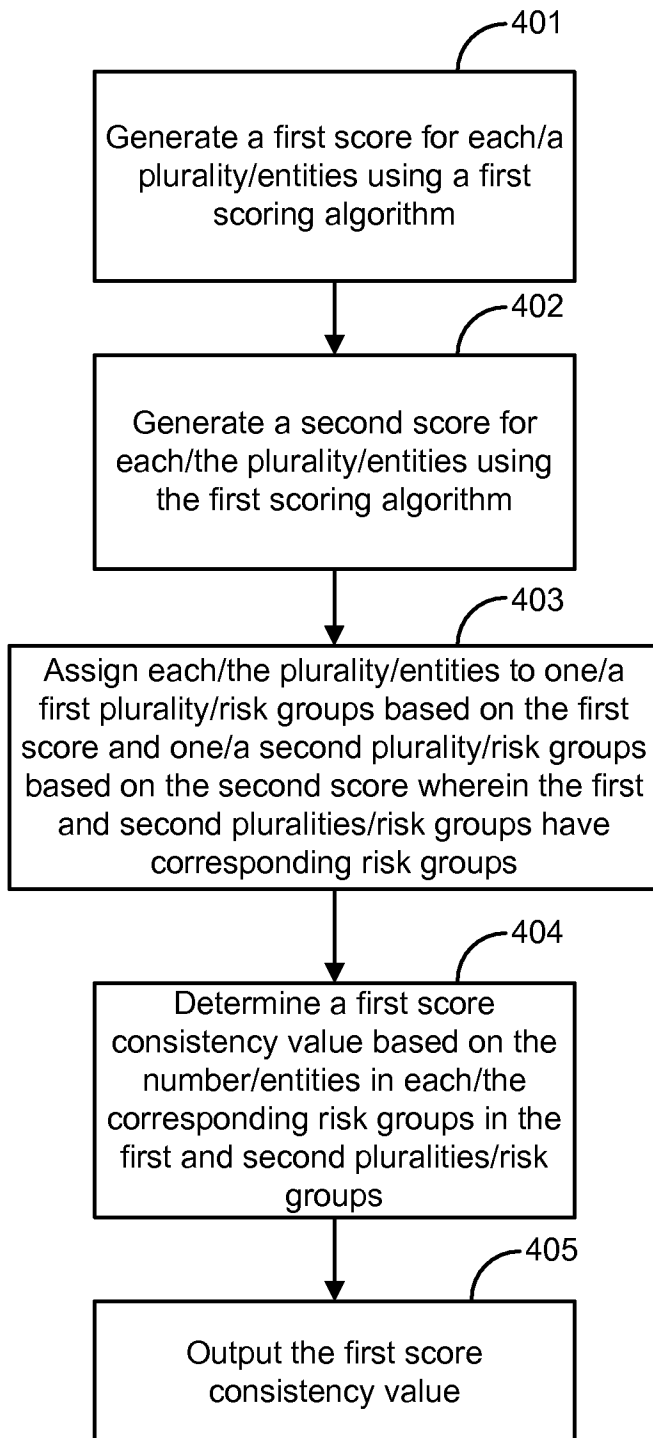 401
Generate a first score for each/a
plurality/entities using a first
scoring algorithm
402
Generate a second score for
each/the plurality/entities using
the first scoring algorithm
403
Assign each/the plurality/entities to one/a
first plurality/risk groups based on the first
score and one/a second plurality/risk groups
based on the second score wherein the first
and second pluralities/risk groups have
corresponding risk groups
404
Determine a first score
consistency value based on the
number/entities in each/the
corresponding risk groups in the
first and second pluralities/risk
groups
405
Output the first score
consistency value